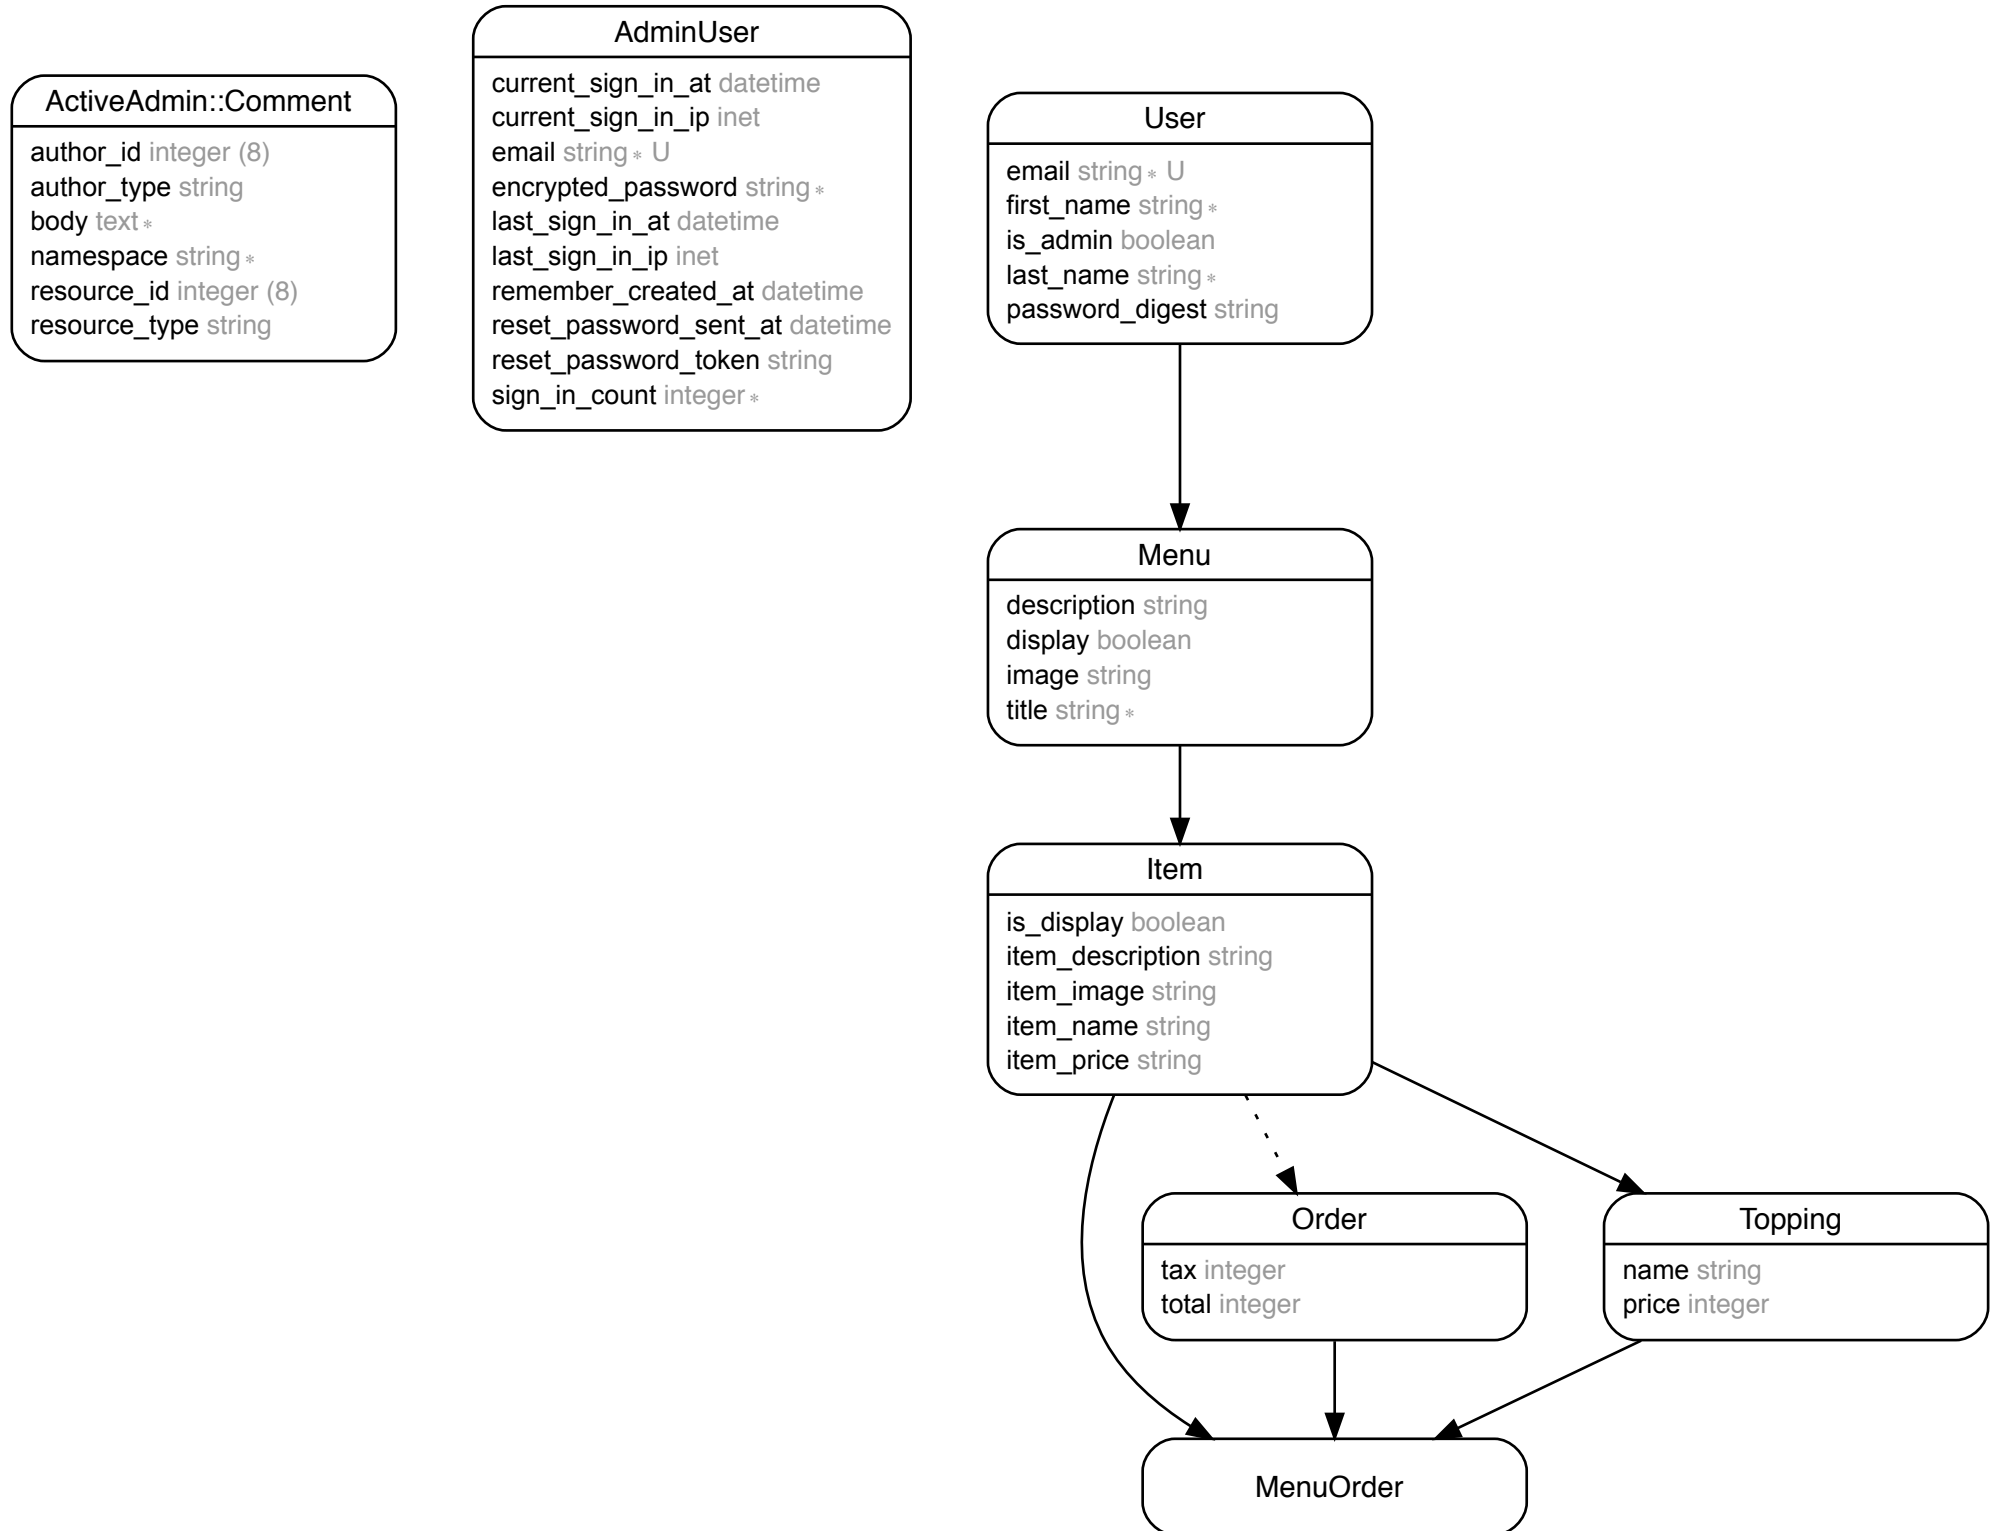 ActiveAdmin::Comment
author_id integer (8)
author_type string
body text *
namespace string *
resource_id integer (8)
resource_type string
AdminUser
current_sign_in_at datetime
current_sign_in_ip inet
email string * U
encrypted_password string *
last_sign_in_at datetime
last_sign_in_ip inet
remember_created_at datetime
reset_password_sent_at datetime
reset_password_token string
sign_in_count integer *
User
email string * U
first_name string *
is_admin boolean
last_name string *
password_digest string
Menu
description string
display boolean
image string
title string *
Item
is_display boolean
item_description string
item_image string
item_name string
item_price string
Order
tax integer
total integer
Topping
name string
price integer
MenuOrder